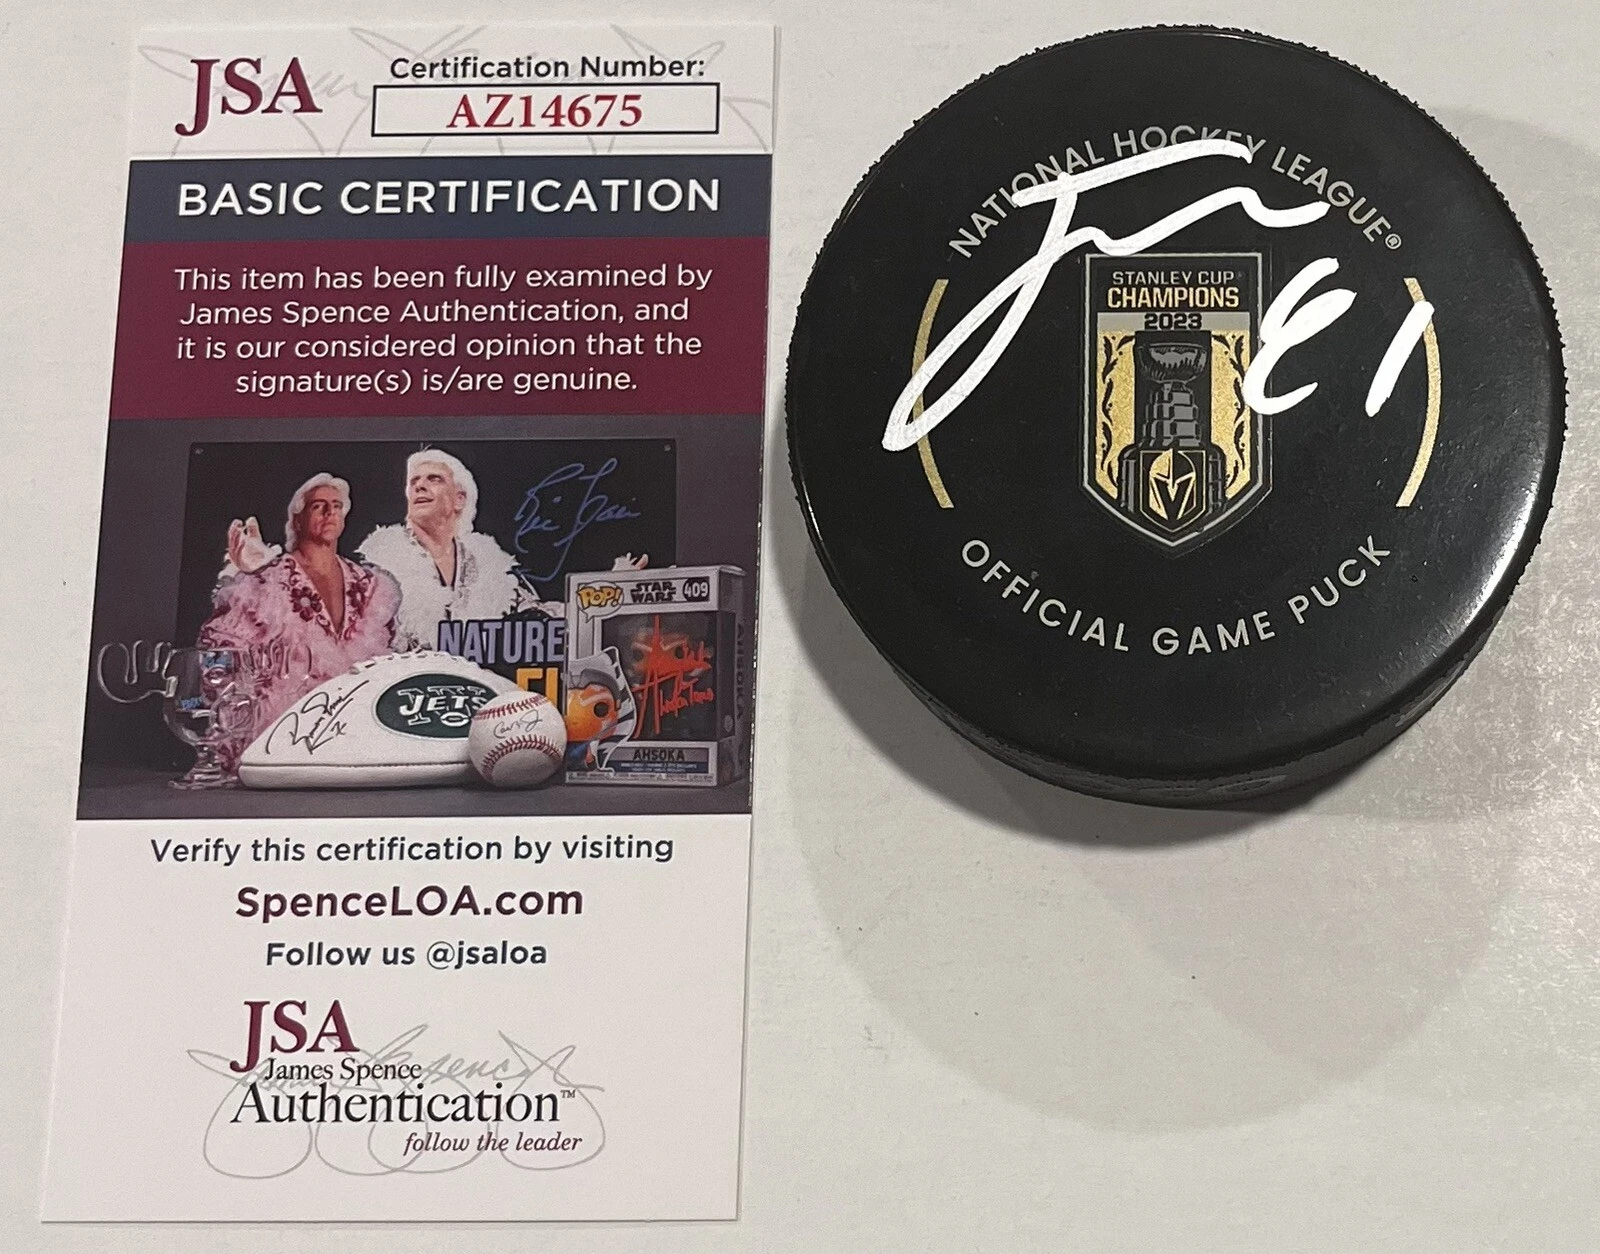 JSA
Certification Number:
AZ14675
BASIC CERTIFICATION
This item has been fully examined by
James Spence Authentication, and
it is our considered opinion that the
signature(s) is/are genuine.
POP!
STAR
WARS
409
NATURE
JETS
AHSOKA
Verify this certification by visiting
SpenceLOA.com
Follow us @jsaloa
JSA
James Spence
Authentication™
follow the leader
NATIONAL HOCKEY LEAGUE®
STANLEY CUP®
CHAMPIONS
2023
81
OFFICIAL GAME PUCK